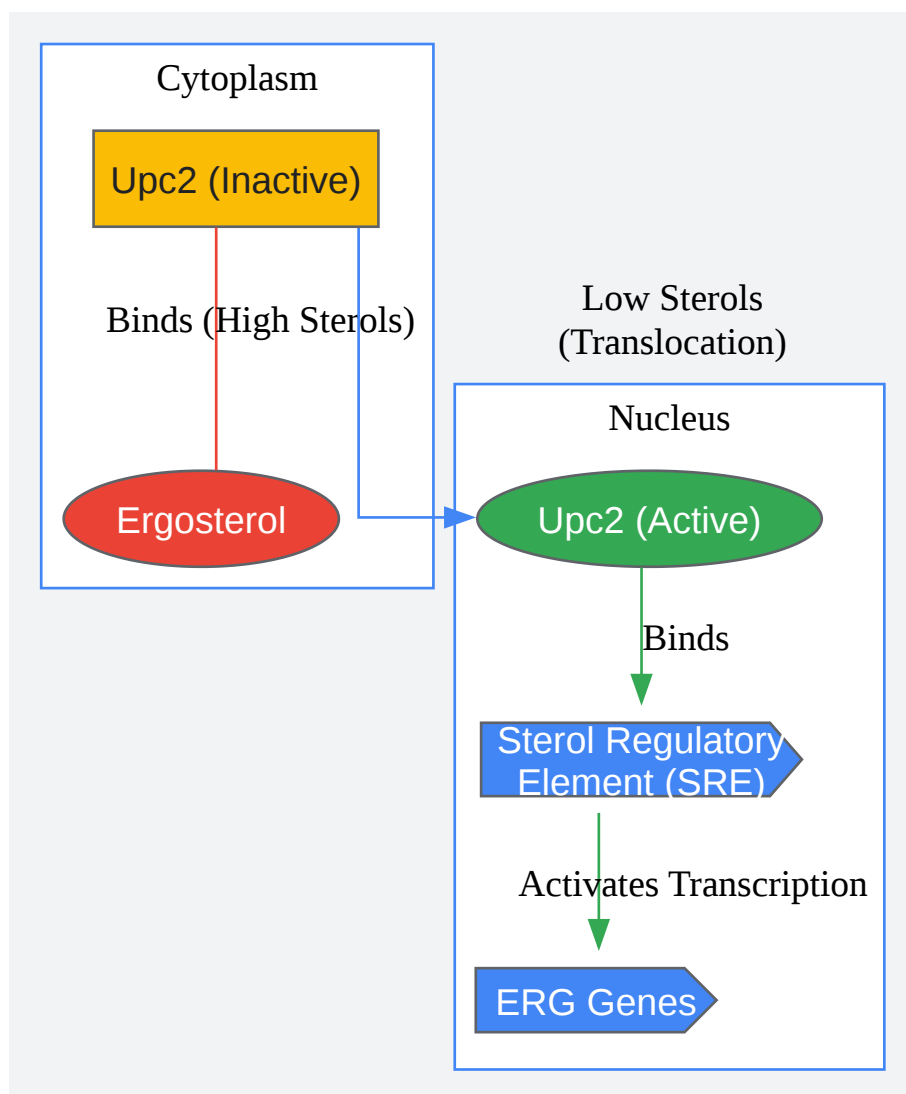 Cytoplasm
Upc2 (Inactive)
Binds (High Sterols)
Ergosterol
Low Sterols
(Translocation)
Nucleus
Upc2 (Active)
Binds
Sterol Regulatory
Element (SRE)
Activates Transcription
ERG Genes